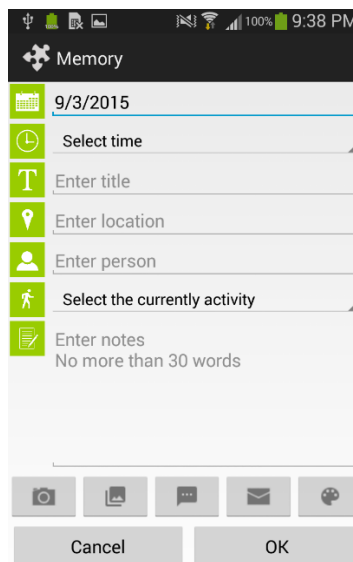 100% 9:38 PM
Memory
9/3/2015
Select time
T Enter title
Enter location
Enter person
Select the currently activity
Enter notes
No more than 30 words
Cancel OK